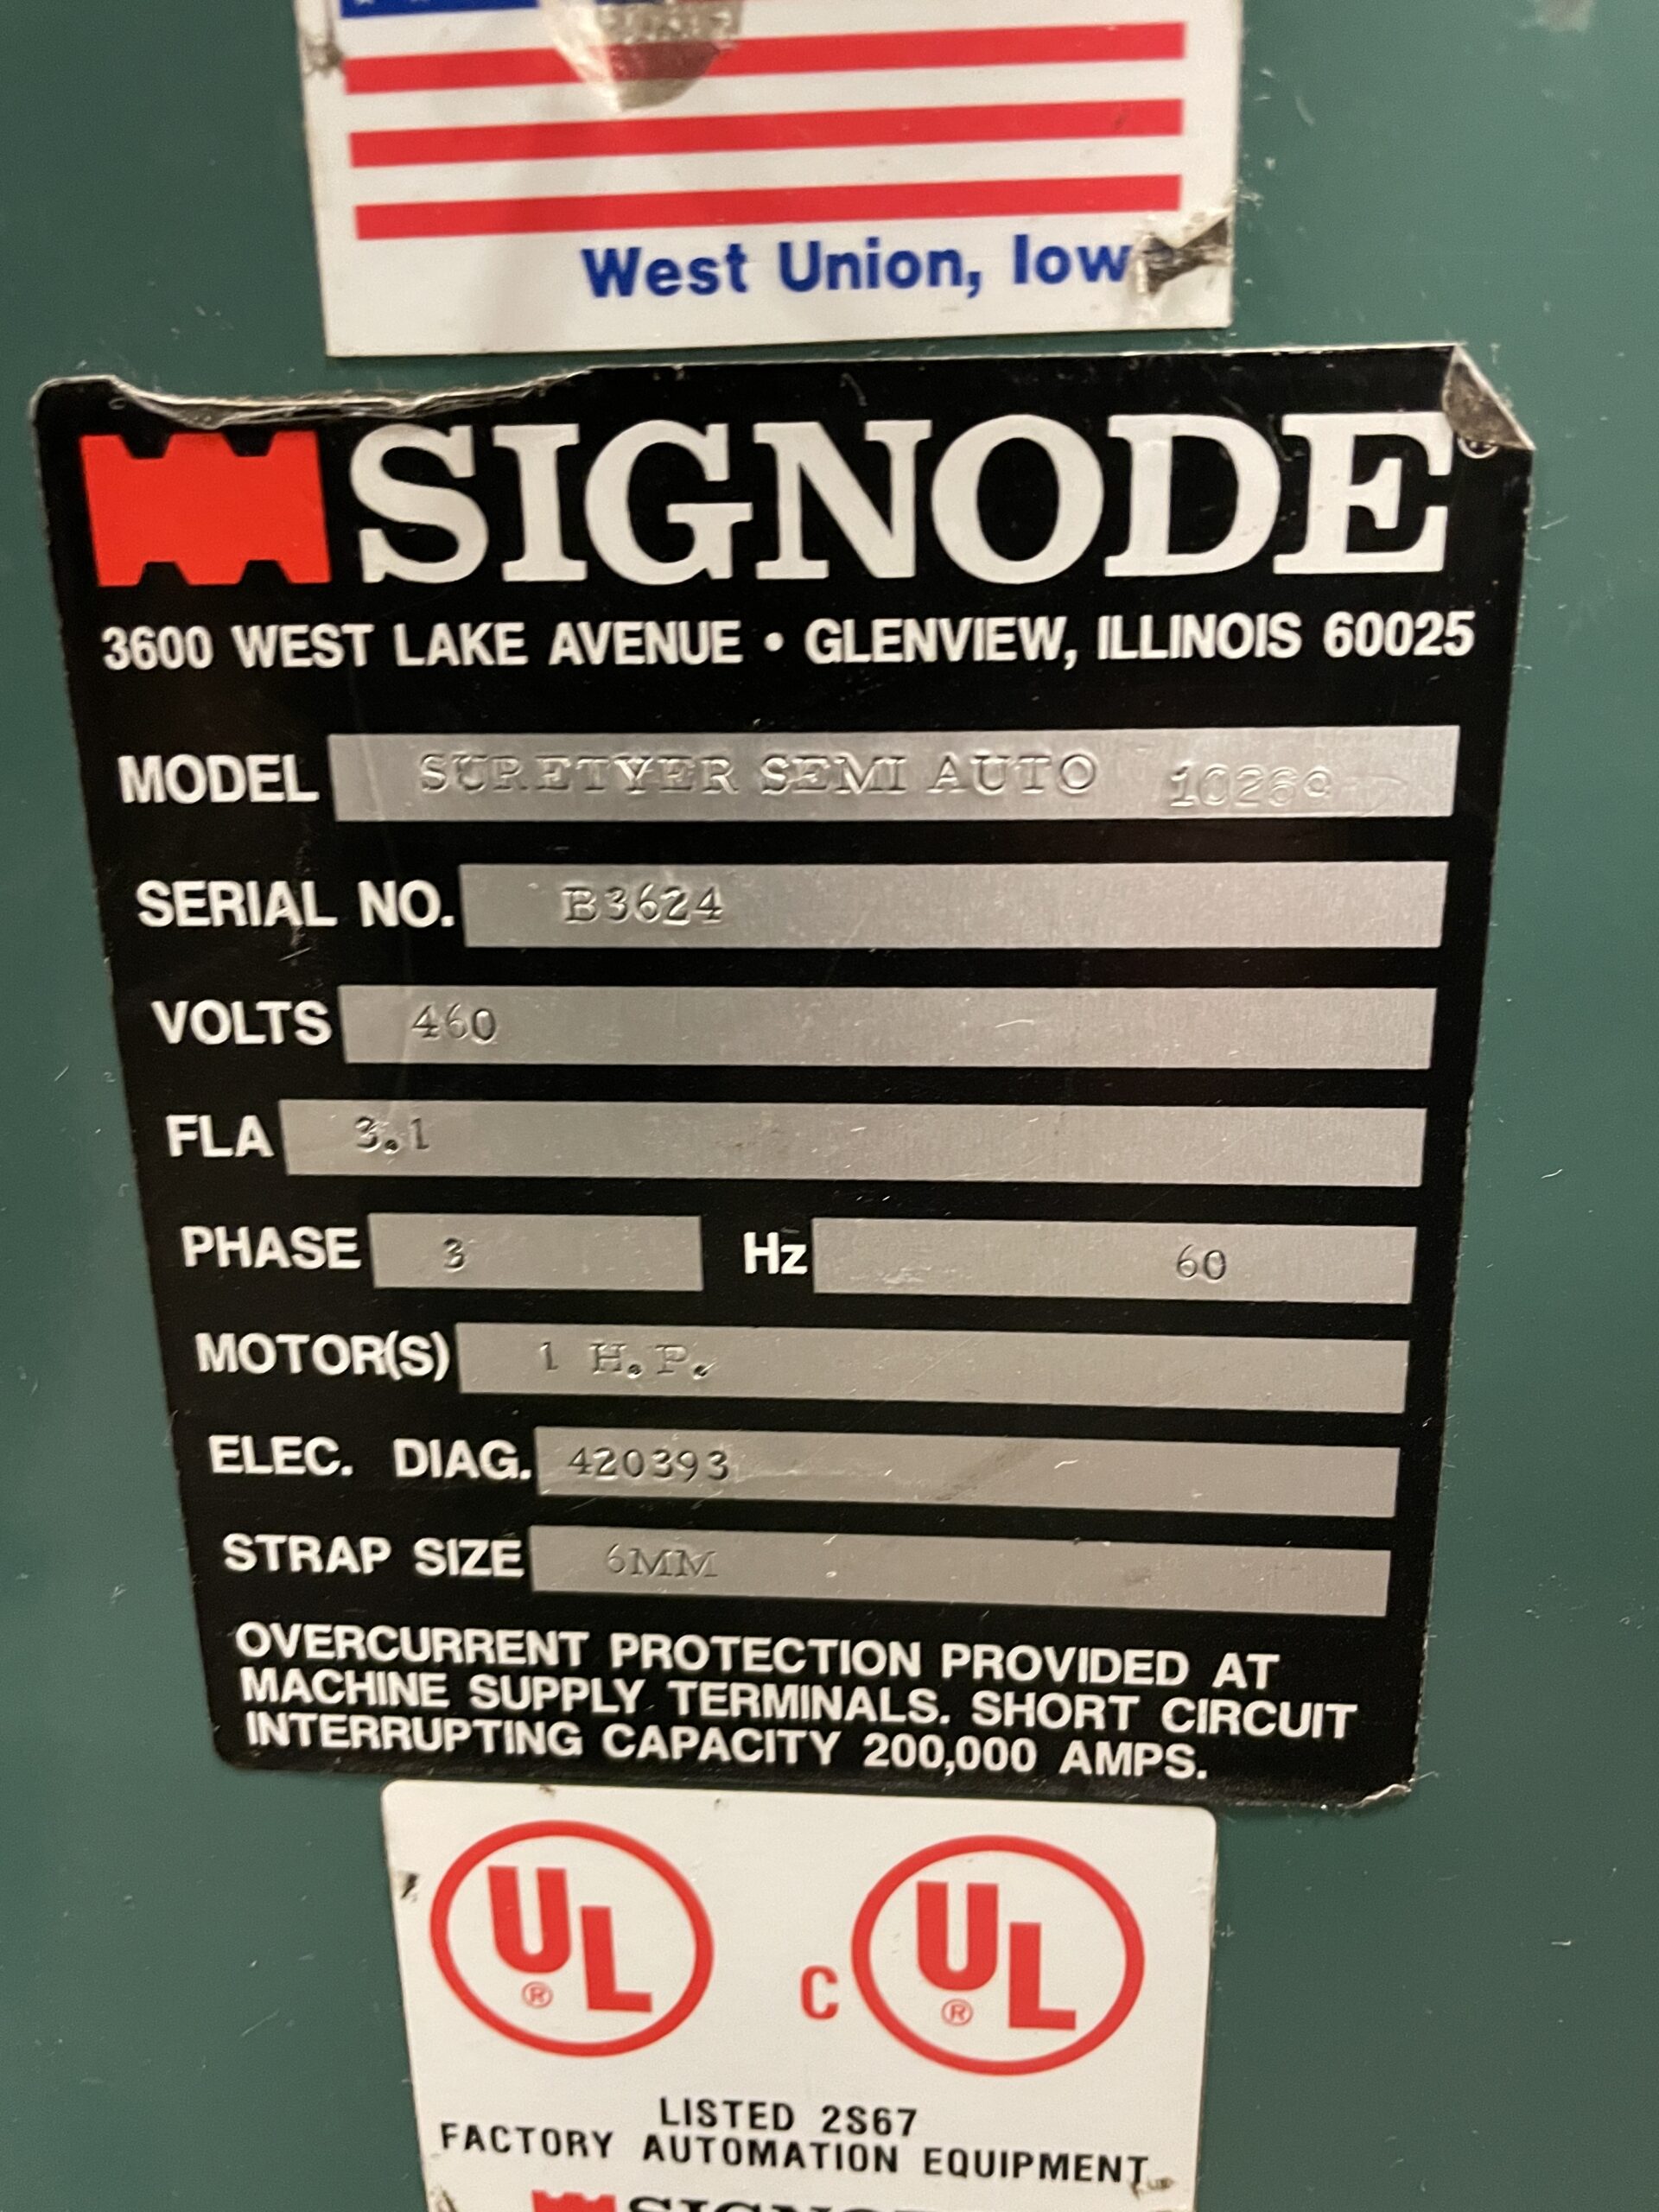 West Union, Iow
SIGNODE®
3600 WEST LAKE AVENUE • GLENVIEW, ILLINOIS 60025
MODEL SURETYER SEMI AUTO
SERIAL NO. B3624
VOLTS 460
FLA 3.1
PHASE 3 Hz 60
MOTOR(S) 1 H.P.
ELEC. DIAG. 420393
STRAP SIZE 6MM
OVERCURRENT PROTECTION PROVIDED AT
MACHINE SUPPLY TERMINALS. SHORT CIRCUIT
INTERRUPTING CAPACITY 200,000 AMPS.
UL® C UL®
LISTED 2S67
FACTORY AUTOMATION EQUIPMENT
SIGNODE